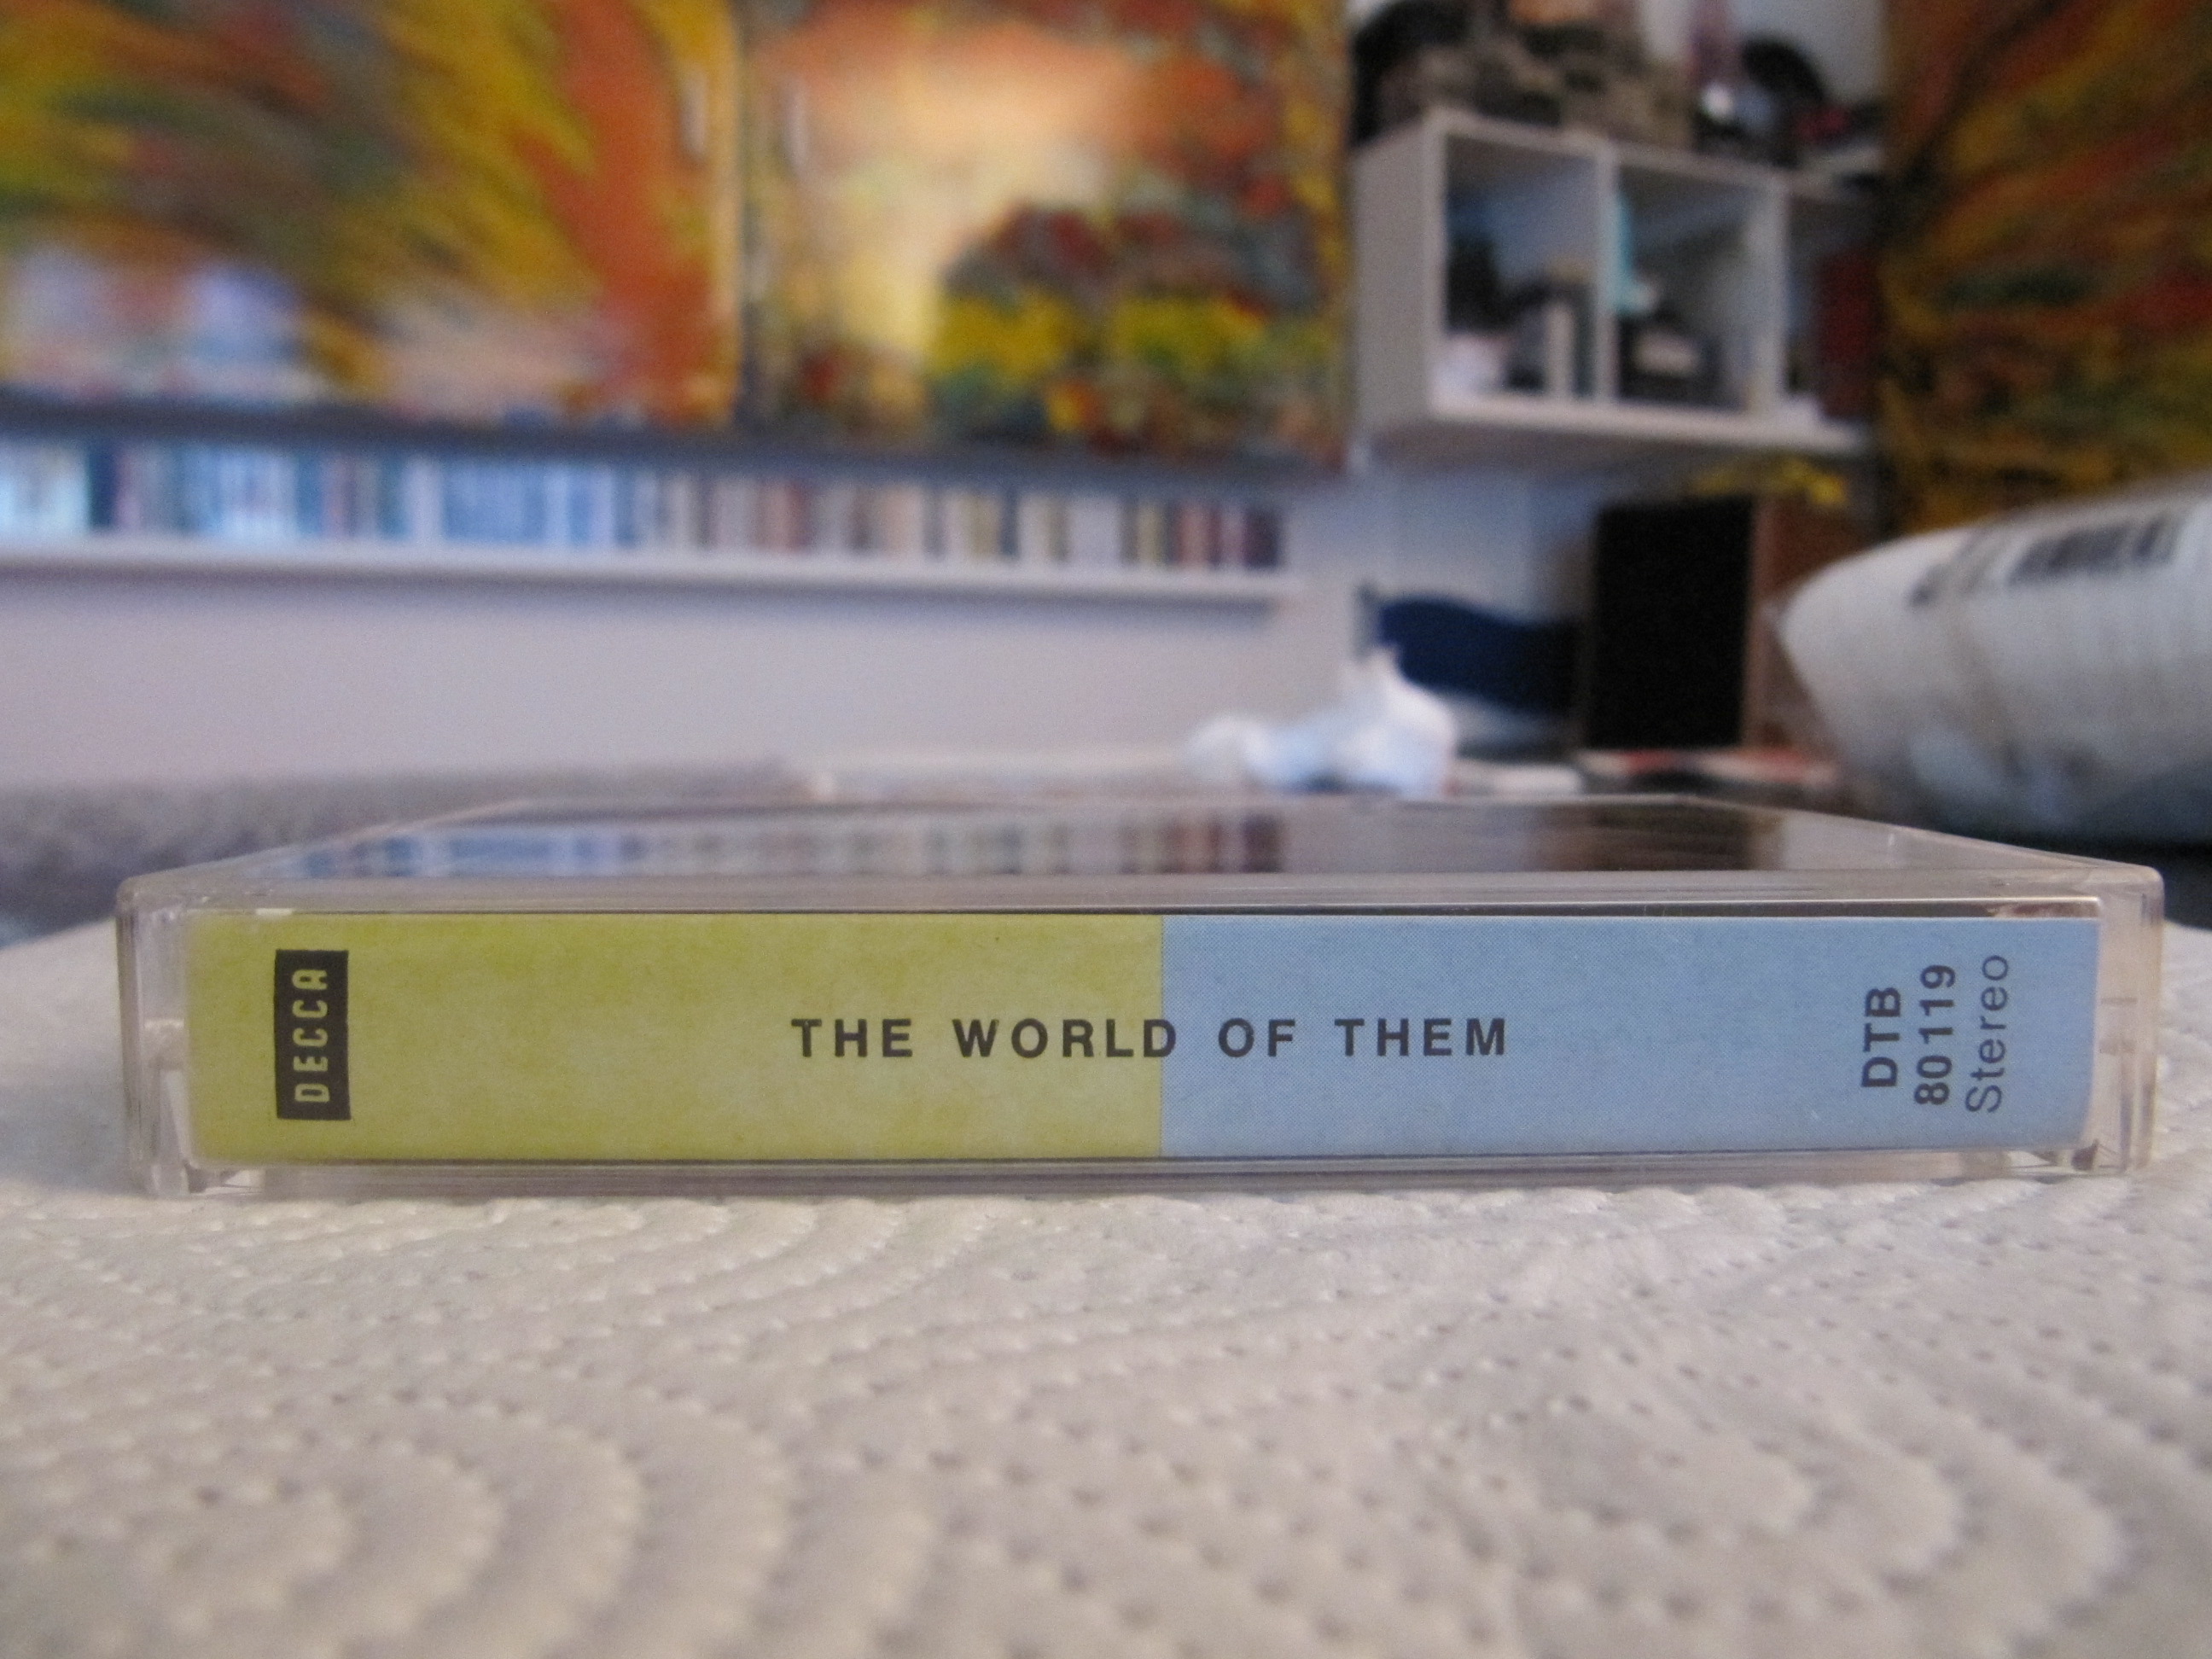 DECCA
THE WORLD OF THEM
DTB
80119
Stereo